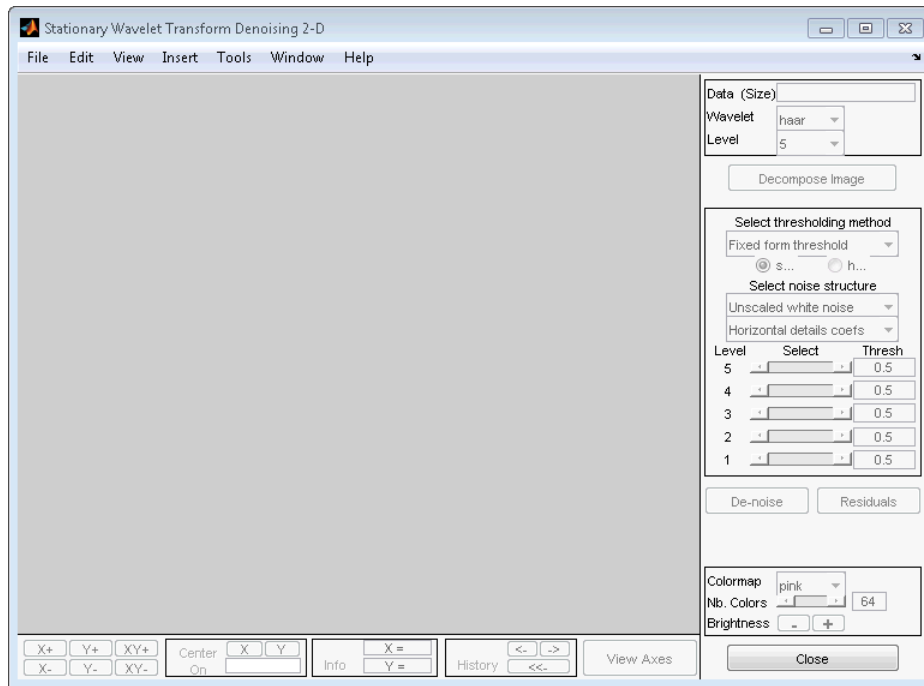 Stationary Wavelet Transform Denoising 2-D
File Edit View Insert Tools Window Help
Data (Size)
Wavelet haar
Level 5
Decompose Image
Select thresholding method
Fixed form threshold
s... h...
Select noise structure
Unscaled white noise
Horizontal details coefs
Level Select Thresh
5 0.5
4 0.5
3 0.5
2 0.5
1 0.5
De-noise Residuals
Colormap pink
Nb. Colors 64
Brightness - +
X+ Y+ XY+ Center X Y X = <- -> View Axes
X- Y- XY- On Info Y = History <<-
Close